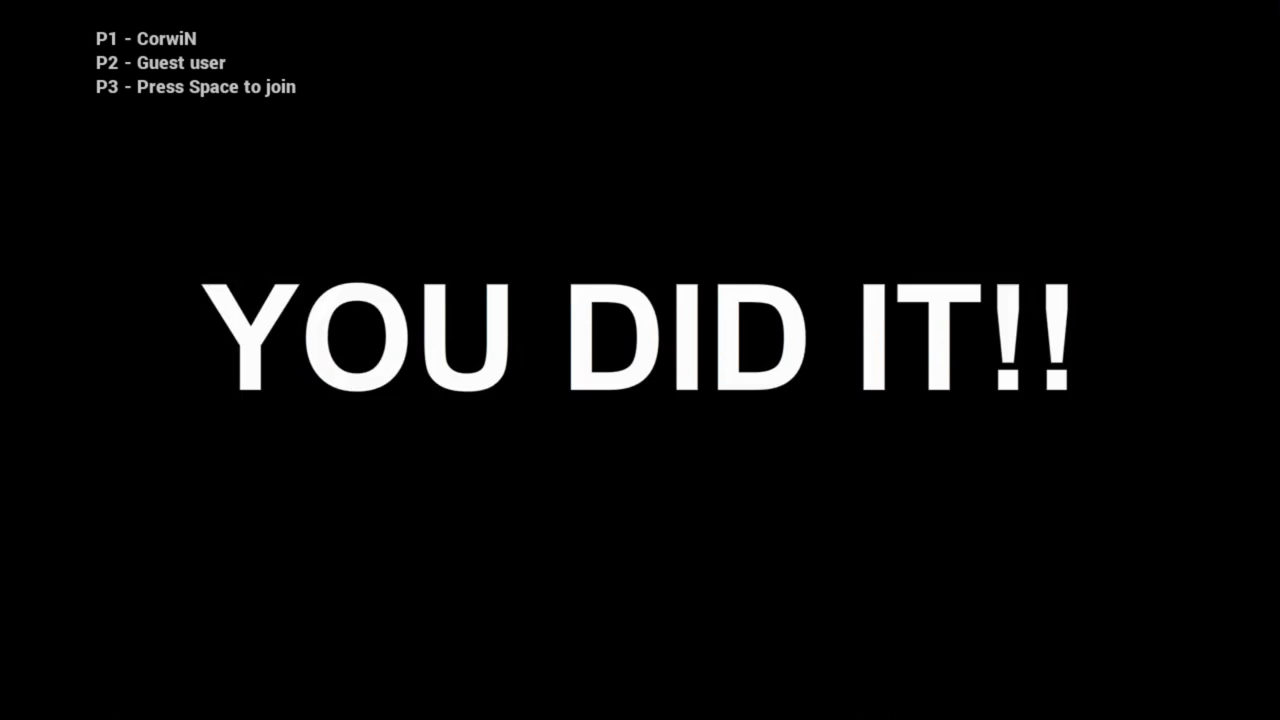 P1 - CorwiN
P2 - Guest user
P3 - Press Space to join
YOU DID IT!!